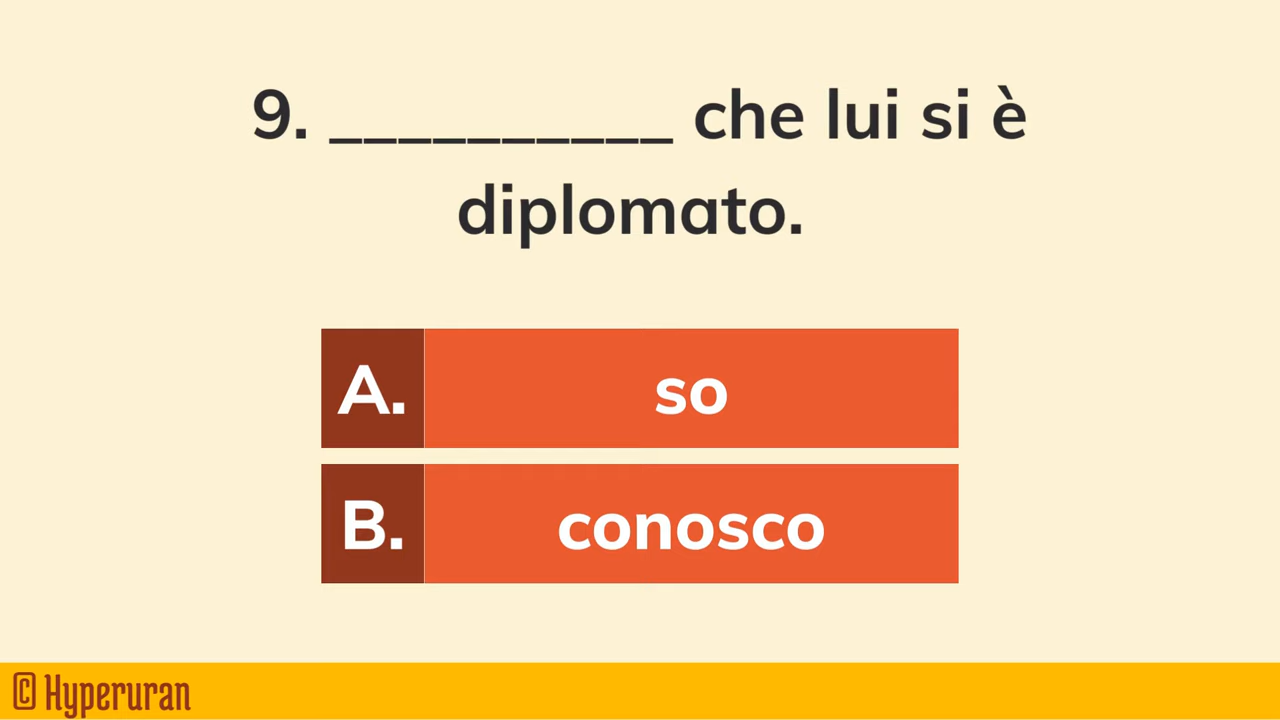 9. __________ che lui si è
diplomato.
A. so
B. conosco
© Hyperuran